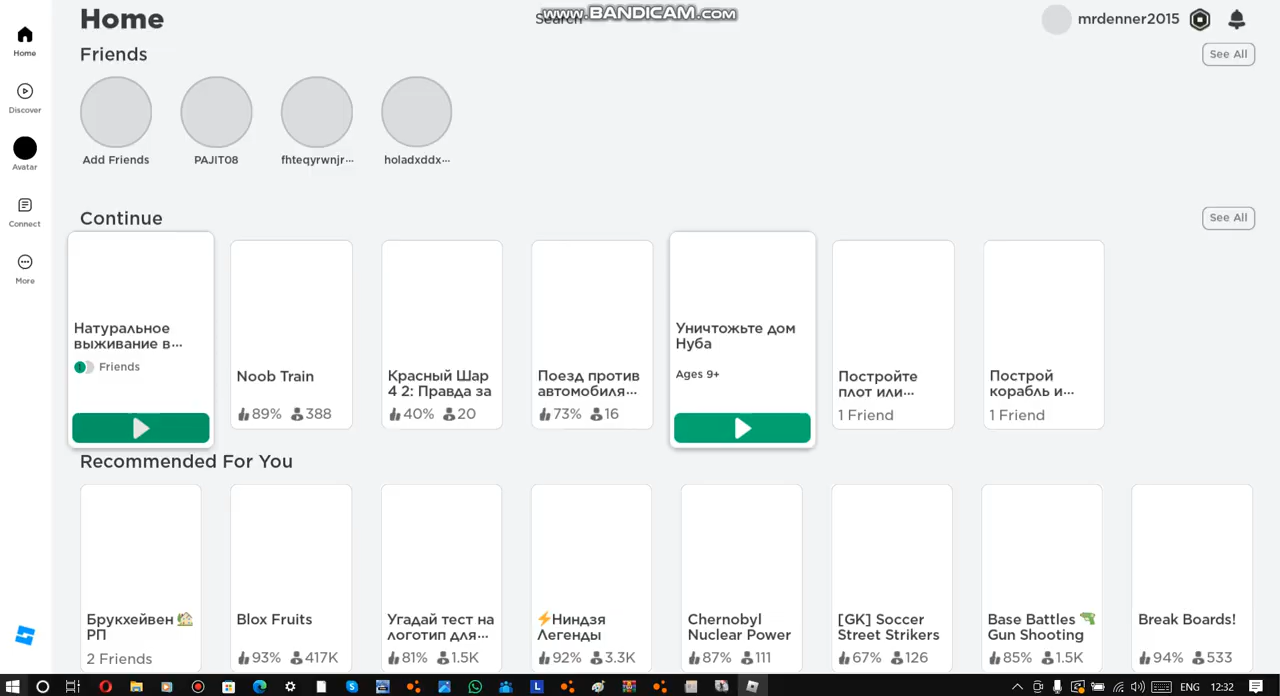 Home
Search
www.BANDICAM.com
mrdenner2015
Home
Friends
See All
Discover
Add Friends
PAJIT08
fhteqyrwnjr...
holadxddx...
Avatar
Connect
Continue
See All
More
Натуральное
выживание в...
Friends
Noob Train
89% 388
Красный Шар
4 2: Правда за
40% 20
Поезд против
автомобиля...
73% 16
Уничтожьте дом
Нуба
Ages 9+
Постройте
плот или...
1 Friend
Построй
корабль и...
1 Friend
Recommended For You
Брукхейвен 🏡
РП
2 Friends
Blox Fruits
93% 417K
Угадай тест на
логотип для...
81% 1.5K
⚡Ниндзя
Легенды
92% 3.3K
Chernobyl
Nuclear Power
87% 111
[GK] Soccer
Street Strikers
67% 126
Base Battles 🔫
Gun Shooting
85% 1.5K
Break Boards!
94% 533
ENG
12:32